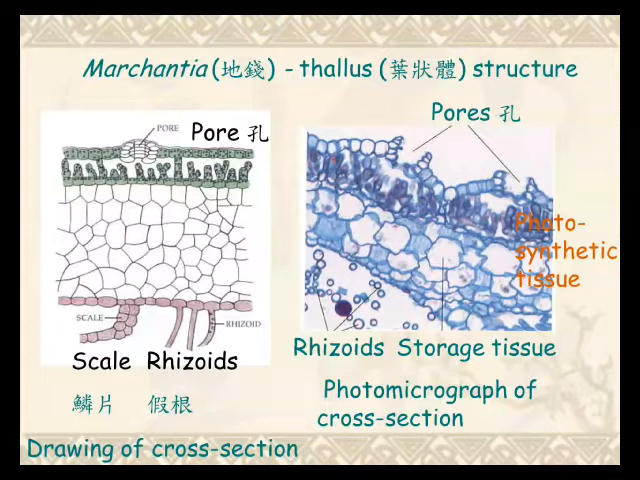 Marchantia (地錢) - thallus (葉狀體) structure
Pores 孔
PORE
Pore 孔
Photo-
synthetic
tissue
SCALE
RHIZOID
Scale Rhizoids
Rhizoids Storage tissue
鱗片 假根
Photomicrograph of
cross-section
Drawing of cross-section